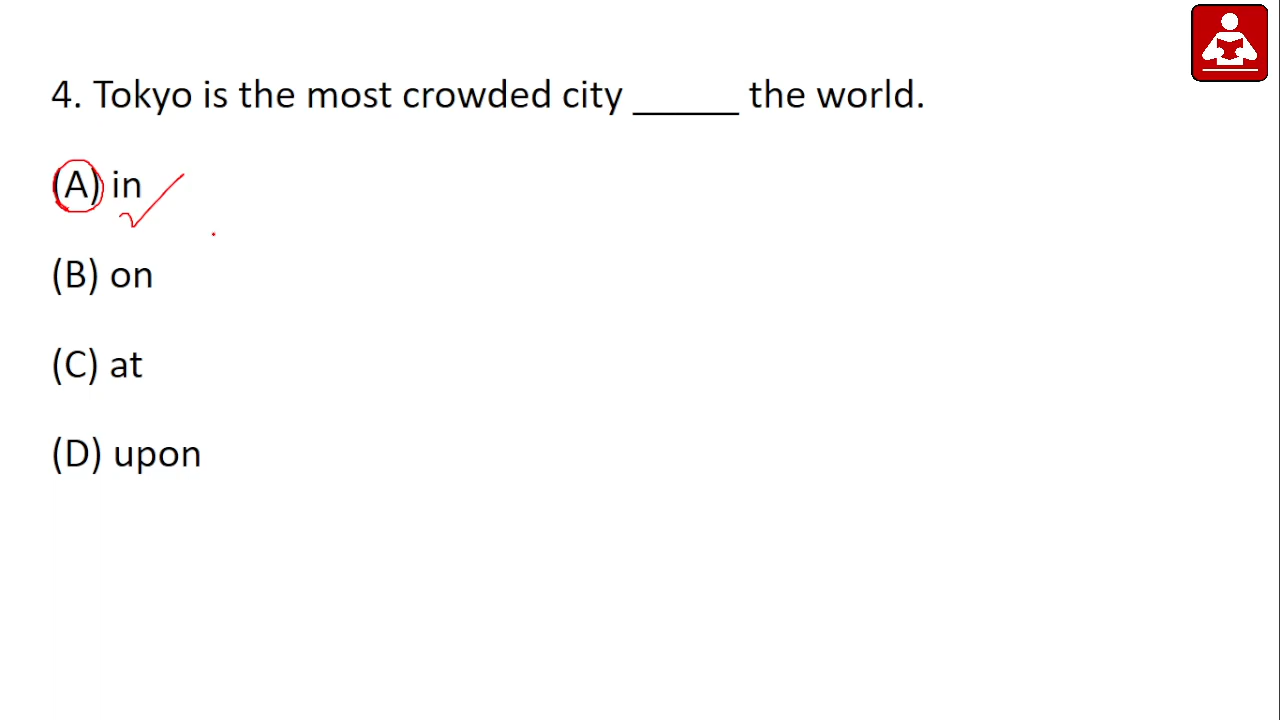 4. Tokyo is the most crowded city _____ the world.
(A) in
(B) on
(C) at
(D) upon